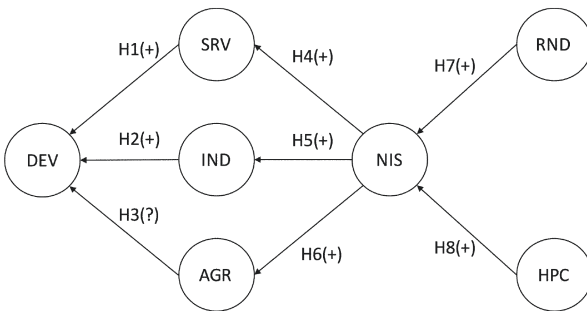 SRV
RND
H1(+)
H4(+)
H7(+)
DEV
H2(+)
IND
H5(+)
NIS
H3(?)
H6(+)
H8(+)
AGR
HPC